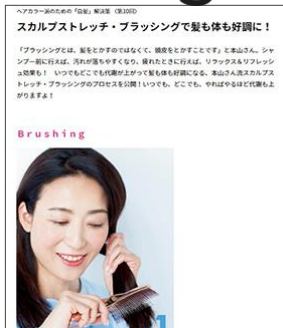 ヘアカラー派のための「白髪」解決策 〈第10回〉
スカルプストレッチ・ブラッシングで髪も体も好調に！
「ブラッシングとは、髪をとかすのではなくて、頭皮をとかすことです」と本山さん。シャ
ンプー前に行えば、汚れが落ちやすくなり、疲れたときに行えば、リラックス＆リフレッシ
ュ効果も！　いつでもどこでも代謝が上がって髪も体も好調になる、本山さん流スカルプス
トレッチ・ブラッシングのプロセスを公開！いつでも、どこでも、やればやるほど代謝も上
がりますよ！
Brushing
1